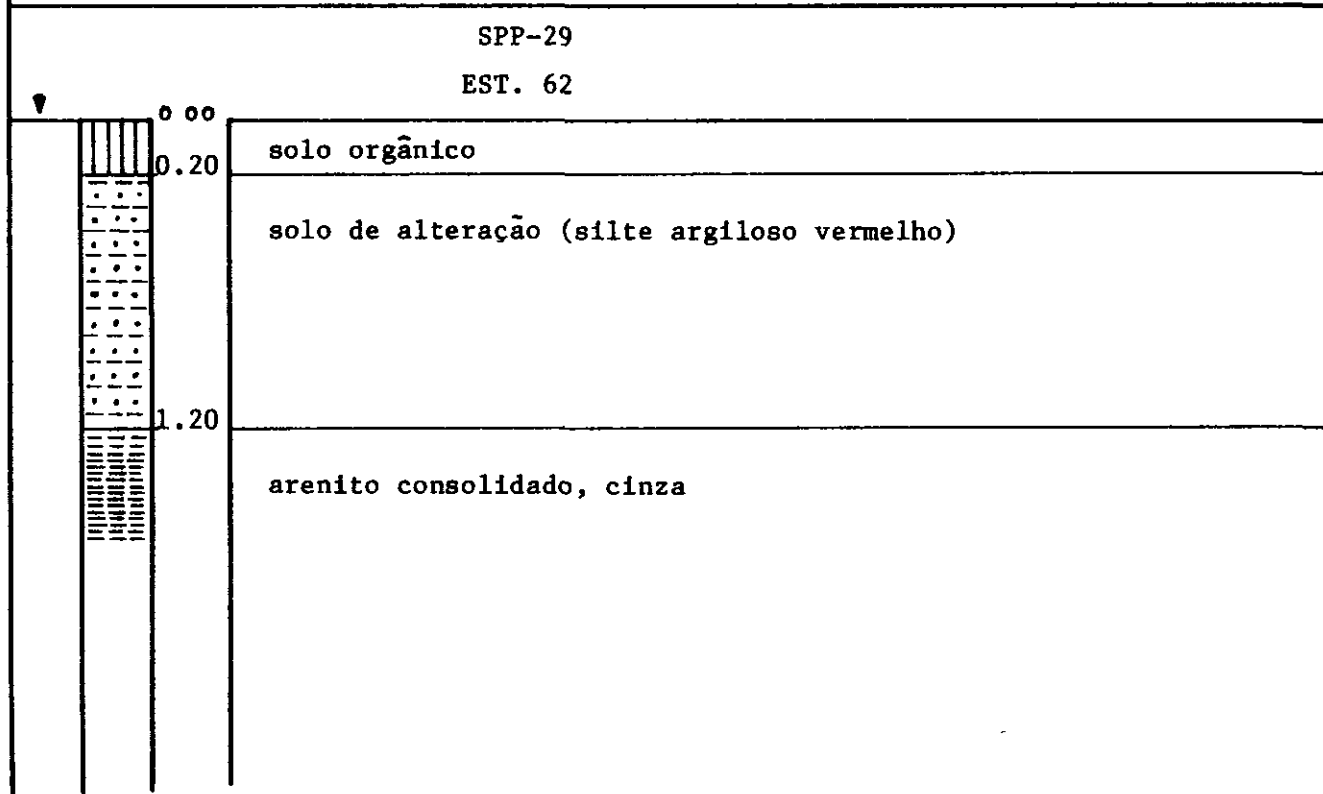 SPP-29
EST. 62
0 00
solo orgânico
0.20
solo de alteração (silte argiloso vermelho)
1.20
arenito consolidado, cinza